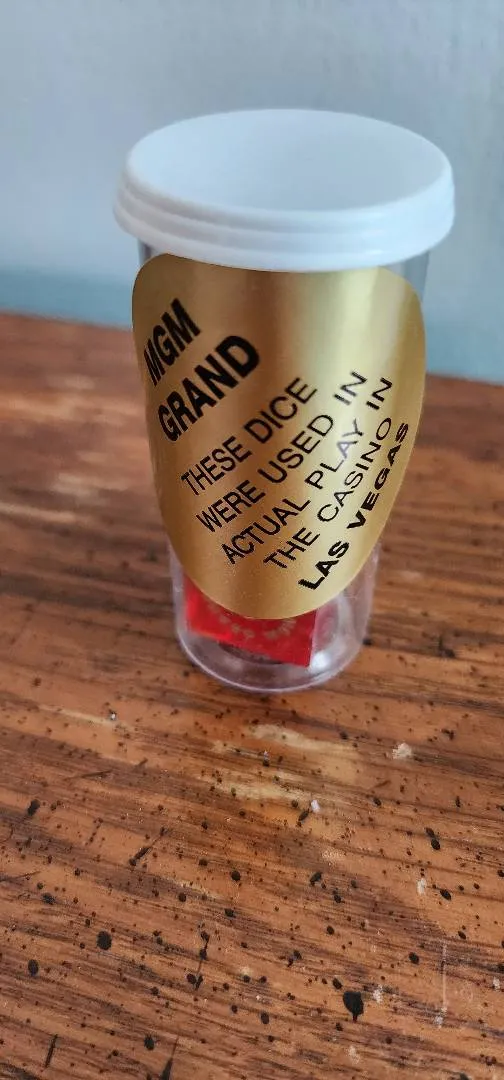 MGM
GRAND
THESE DICE
WERE USED IN
ACTUAL PLAY IN
THE CASINO
LAS VEGAS